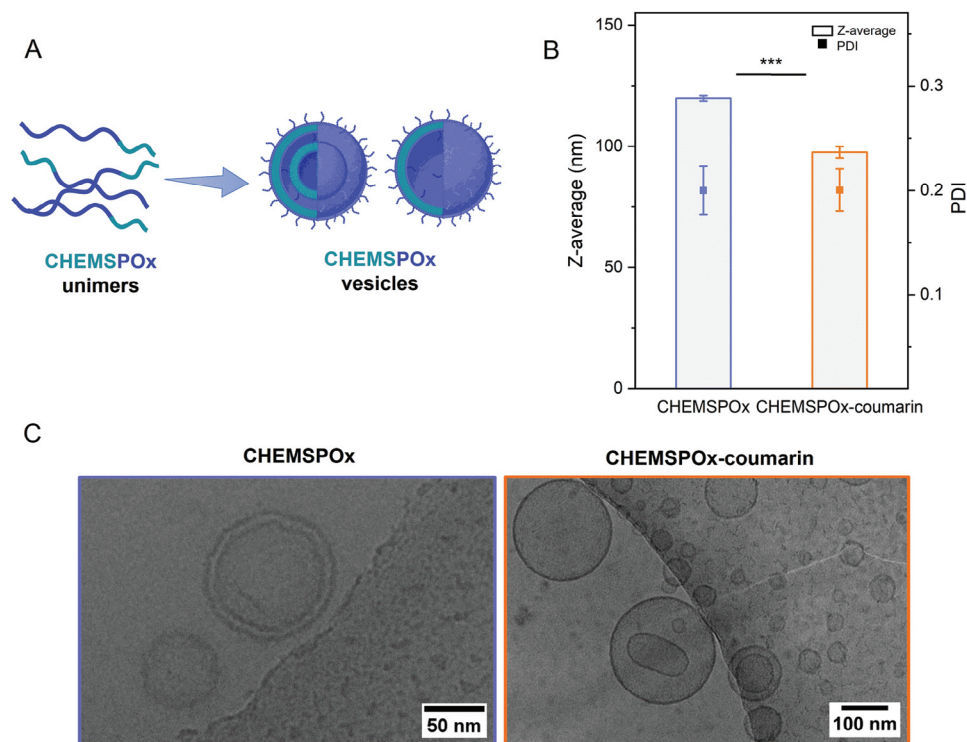 A
CHEMSPOx
unimers
CHEMSPOx
vesicles
B
Z-average
PDI
***
150
100
50
0
Z-average (nm)
0.3
0.2
0.1
PDI
CHEMSPOx
CHEMSPOx-coumarin
C
CHEMSPOx
CHEMSPOx-coumarin
50 nm
100 nm